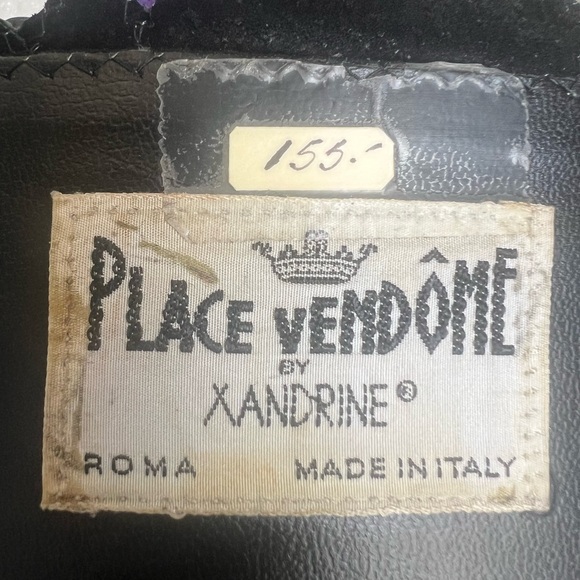 155.-
PLACE VENDÔME
BY
XANDRINE®
ROMA MADE IN ITALY